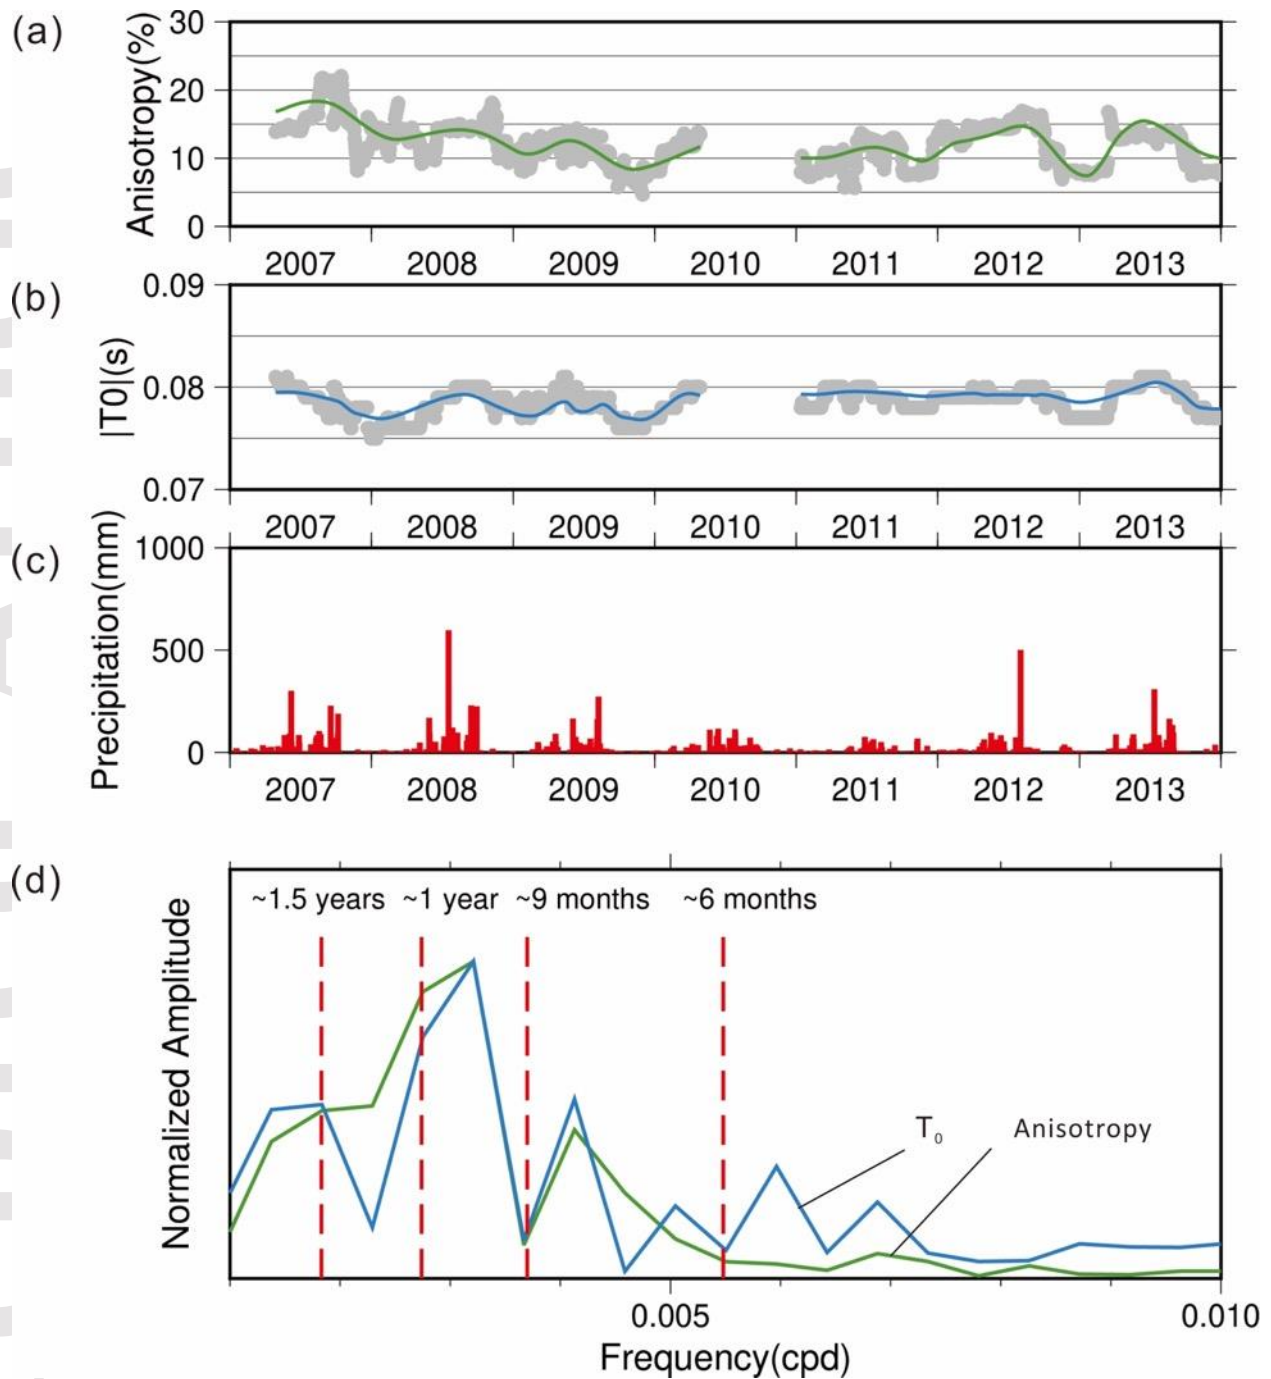 (a)
Anisotropy(%)
30
20
10
0
2007 2008 2009 2010 2011 2012 2013
(b)
|T0|(s)
0.09
0.08
0.07
2007 2008 2009 2010 2011 2012 2013
(c)
Precipitation(mm)
1000
500
0
2007 2008 2009 2010 2011 2012 2013
(d)
Normalized Amplitude
~1.5 years ~1 year ~9 months ~6 months
T₀ Anisotropy
0.005 0.010
Frequency(cpd)